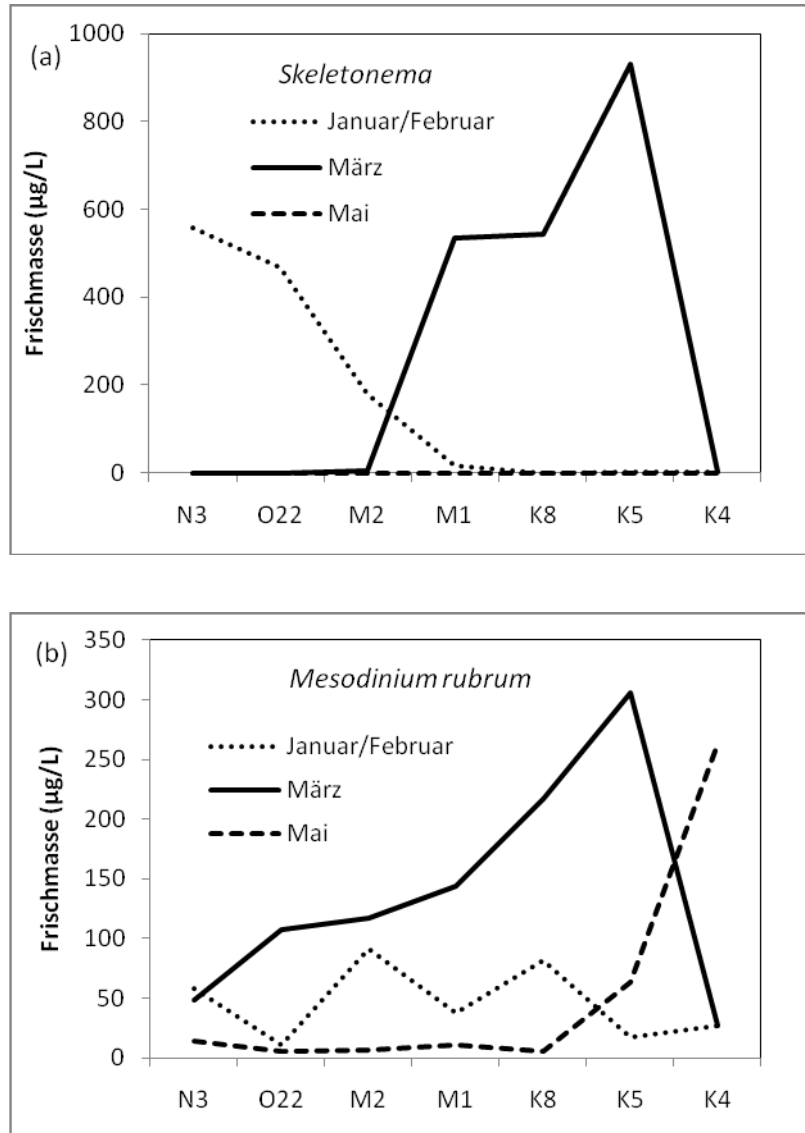 (a)
Skeletonema
Januar/Februar
März
Mai
Frischmasse (µg/L)
1000
800
600
400
200
0
N3 O22 M2 M1 K8 K5 K4
(b)
Mesodinium rubrum
Januar/Februar
März
Mai
Frischmasse (µg/L)
350
300
250
200
150
100
50
0
N3 O22 M2 M1 K8 K5 K4